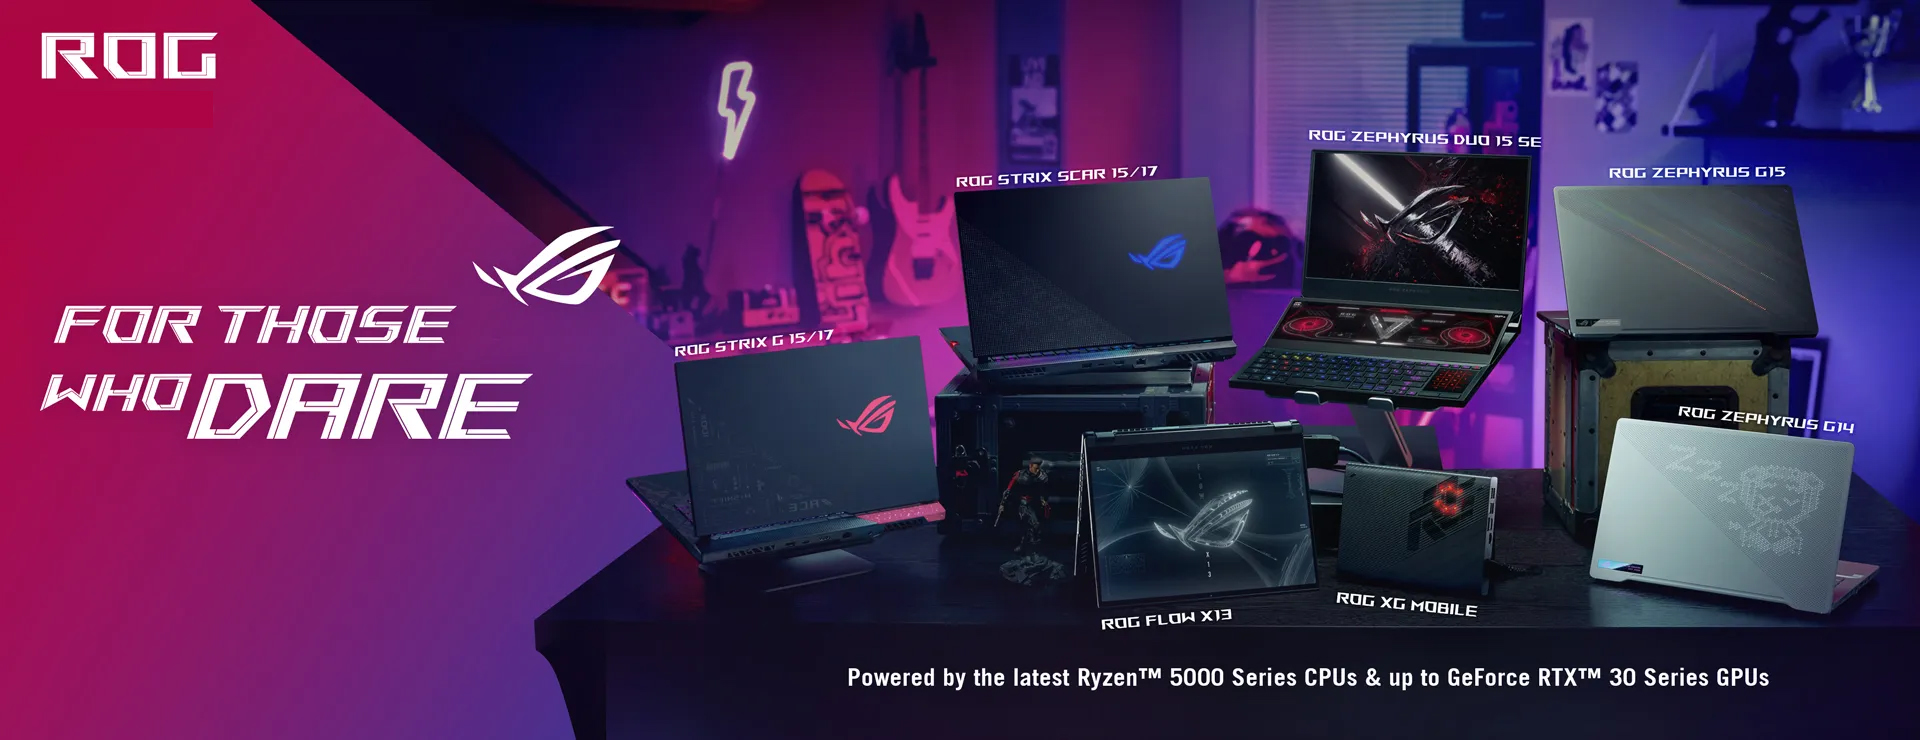 ROG
FOR THOSE
WHO DARE
ROG STRIX G 15/17
ROG STRIX SCAR 15/17
ROG ZEPHYRUS DUO 15 SE
ROG ZEPHYRUS G15
ROG ZEPHYRUS G14
ROG FLOW X13
ROG XG MOBILE
Powered by the latest Ryzen™ 5000 Series CPUs & up to GeForce RTX™ 30 Series GPUs